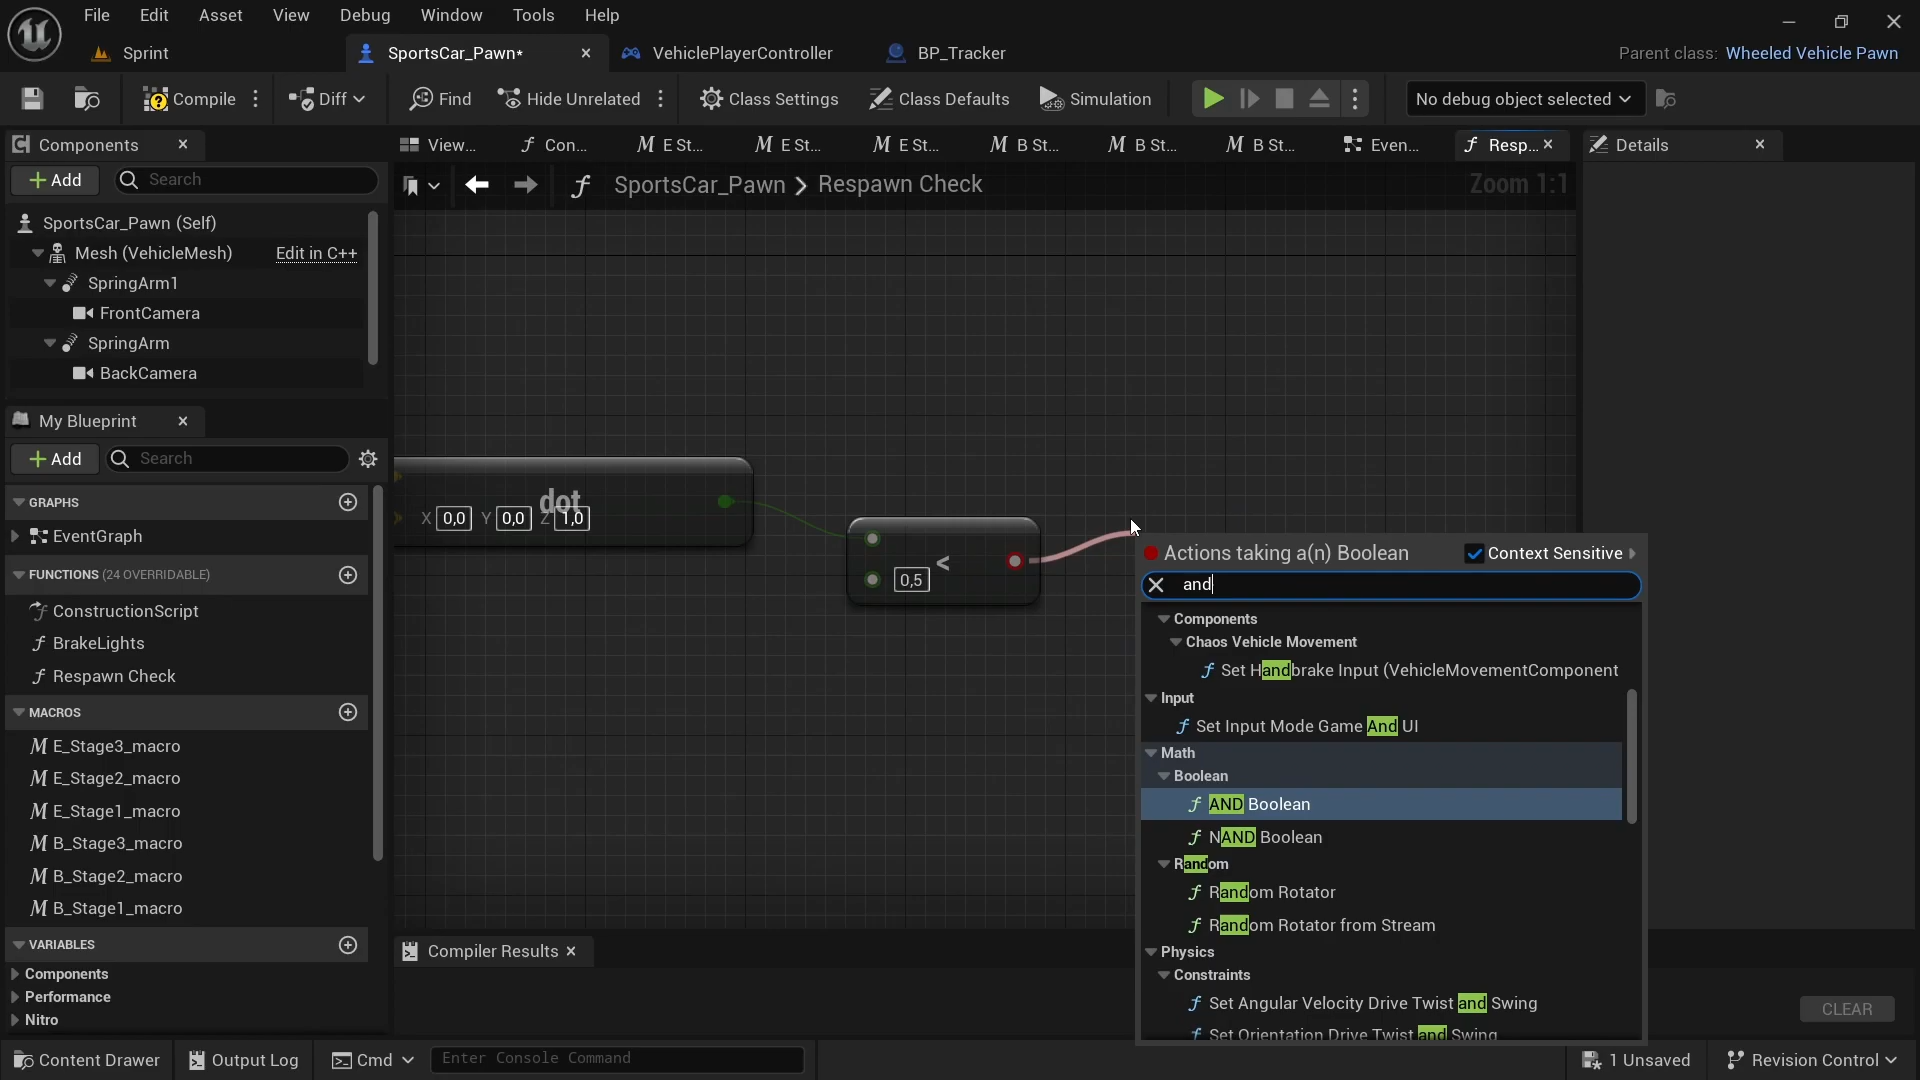 File Edit Asset View Debug Window Tools Help
Sprint SportsCar_Pawn* VehiclePlayerController BP_Tracker Parent class: Wheeled Vehicle Pawn
Compile Diff Find Hide Unrelated Class Settings Class Defaults Simulation No debug object selected
Components View... Con... E St... E St... E St... B St... B St... B St... Even... Resp... Details
Add Search SportsCar_Pawn > Respawn Check Zoom 1:1
SportsCar_Pawn (Self)
Mesh (VehicleMesh) Edit in C++
SpringArm1
FrontCamera
SpringArm
BackCamera
My Blueprint
Add Search
GRAPHS
EventGraph
FUNCTIONS (24 OVERRIDABLE)
ConstructionScript
BrakeLights
Respawn Check
MACROS
E_Stage3_macro
E_Stage2_macro
E_Stage1_macro
B_Stage3_macro
B_Stage2_macro
B_Stage1_macro
VARIABLES
Components
Performance
Nitro
dot
X 0,0 Y 0,0 Z 1,0
<
0,5
Actions taking a(n) Boolean Context Sensitive
and
Components
Chaos Vehicle Movement
Set Handbrake Input (VehicleMovementComponent
Input
Set Input Mode Game And UI
Math
Boolean
AND Boolean
NAND Boolean
Random
Random Rotator
Random Rotator from Stream
Physics
Constraints
Set Angular Velocity Drive Twist and Swing
Set Orientation Drive Twist and Swing
Compiler Results
CLEAR
Content Drawer Output Log Cmd Enter Console Command 1 Unsaved Revision Control